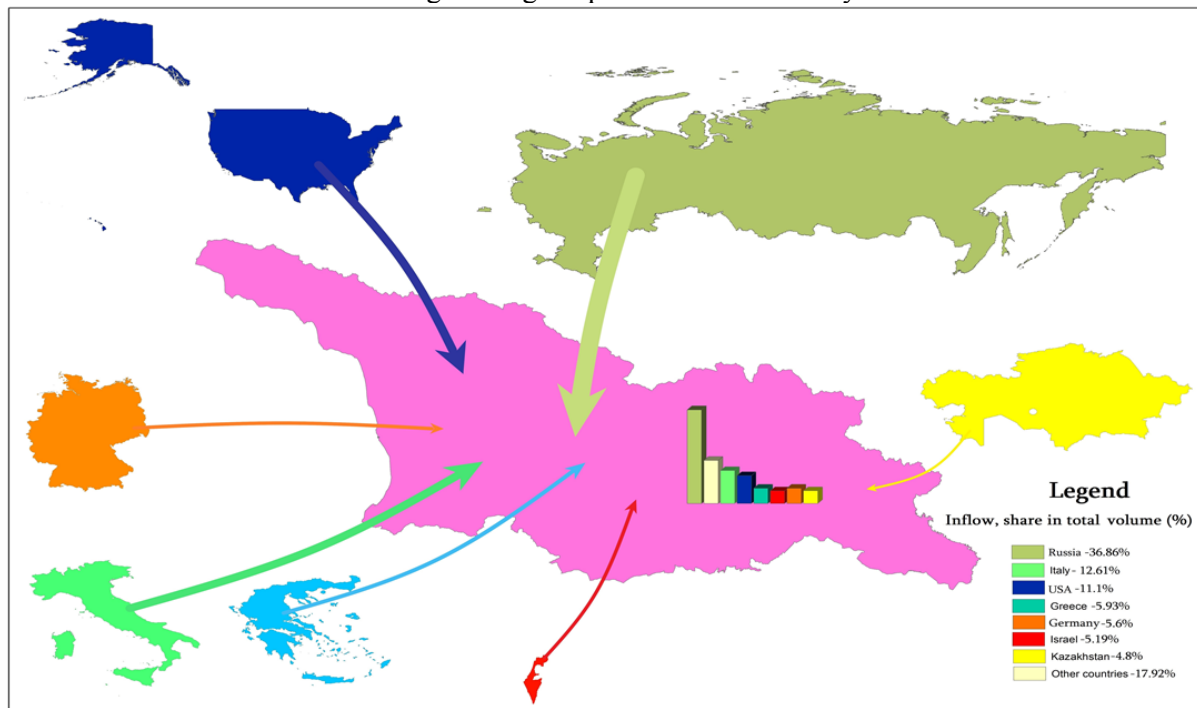 Legend
Inflow, share in total volume (%)
Russia -36.86%
Italy- 12.61%
USA -11.1%
Greece -5.93%
Germany-5.6%
Israel -5.19%
Kazakhstan -4.8%
Other countries -17.92%